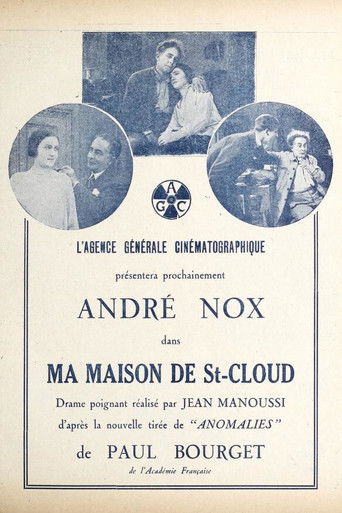 A
G C
L'AGENCE GÉNÉRALE CINÉMATOGRAPHIQUE
présentera prochainement
ANDRÉ NOX
dans
MA MAISON DE St-CLOUD
Drame poignant réalisé par JEAN MANOUSSI
d'après la nouvelle tirée de "ANOMALIES"
de PAUL BOURGET
de l'Académie Française